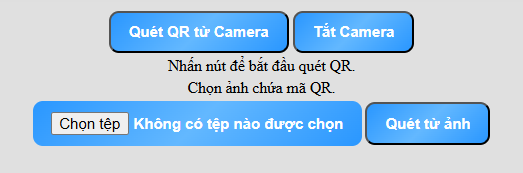 Quét QR từ Camera Tắt Camera
Nhấn nút để bắt đầu quét QR.
Chọn ảnh chứa mã QR.
Chọn tệp Không có tệp nào được chọn Quét từ ảnh